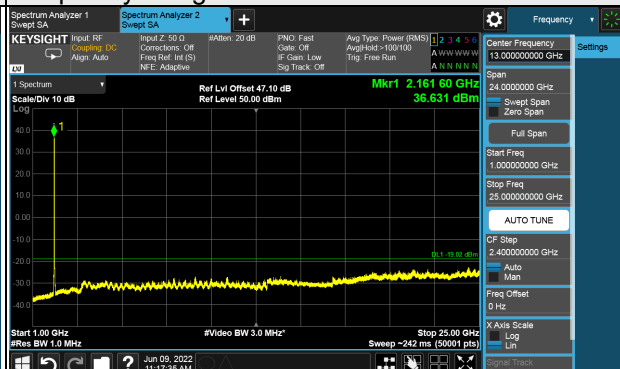 Spectrum Analyzer 1
Swept SA
Spectrum Analyzer 2
Swept SA
+
Frequency
KEYSIGHT
Input: RF
Coupling: DC
Align: Auto
Input Z: 50 Ω
Corrections: Off
Freq Ref: Int (S)
NFE: Adaptive
#Atten: 20 dB
PNO: Fast
Gate: Off
IF Gain: Low
Sig Track: Off
Avg Type: Power (RMS)
Avg|Hold:>100/100
Trig: Free Run
1 2 3 4 5 6
A W W W W W
A N N N N N
LXI
1 Spectrum
Scale/Div 10 dB
Ref Lvl Offset 47.10 dB
Ref Level 50.00 dBm
Mkr1 2.161 60 GHz
36.631 dBm
Log
40.0
30.0
20.0
10.0
0.00
-10.0
-20.0
-30.0
-40.0
1
DL1 -19.02 dBm
Start 1.00 GHz
#Res BW 1.0 MHz
#Video BW 3.0 MHz*
Stop 25.00 GHz
Sweep ~242 ms (50001 pts)
Center Frequency
13.000000000 GHz
Settings
Span
24.0000000 GHz
Swept Span
Zero Span
Full Span
Start Freq
1.000000000 GHz
Stop Freq
25.000000000 GHz
AUTO TUNE
CF Step
2.400000000 GHz
Auto
Man
Freq Offset
0 Hz
X Axis Scale
Log
Lin
Signal Track
?
Jun 09, 2022